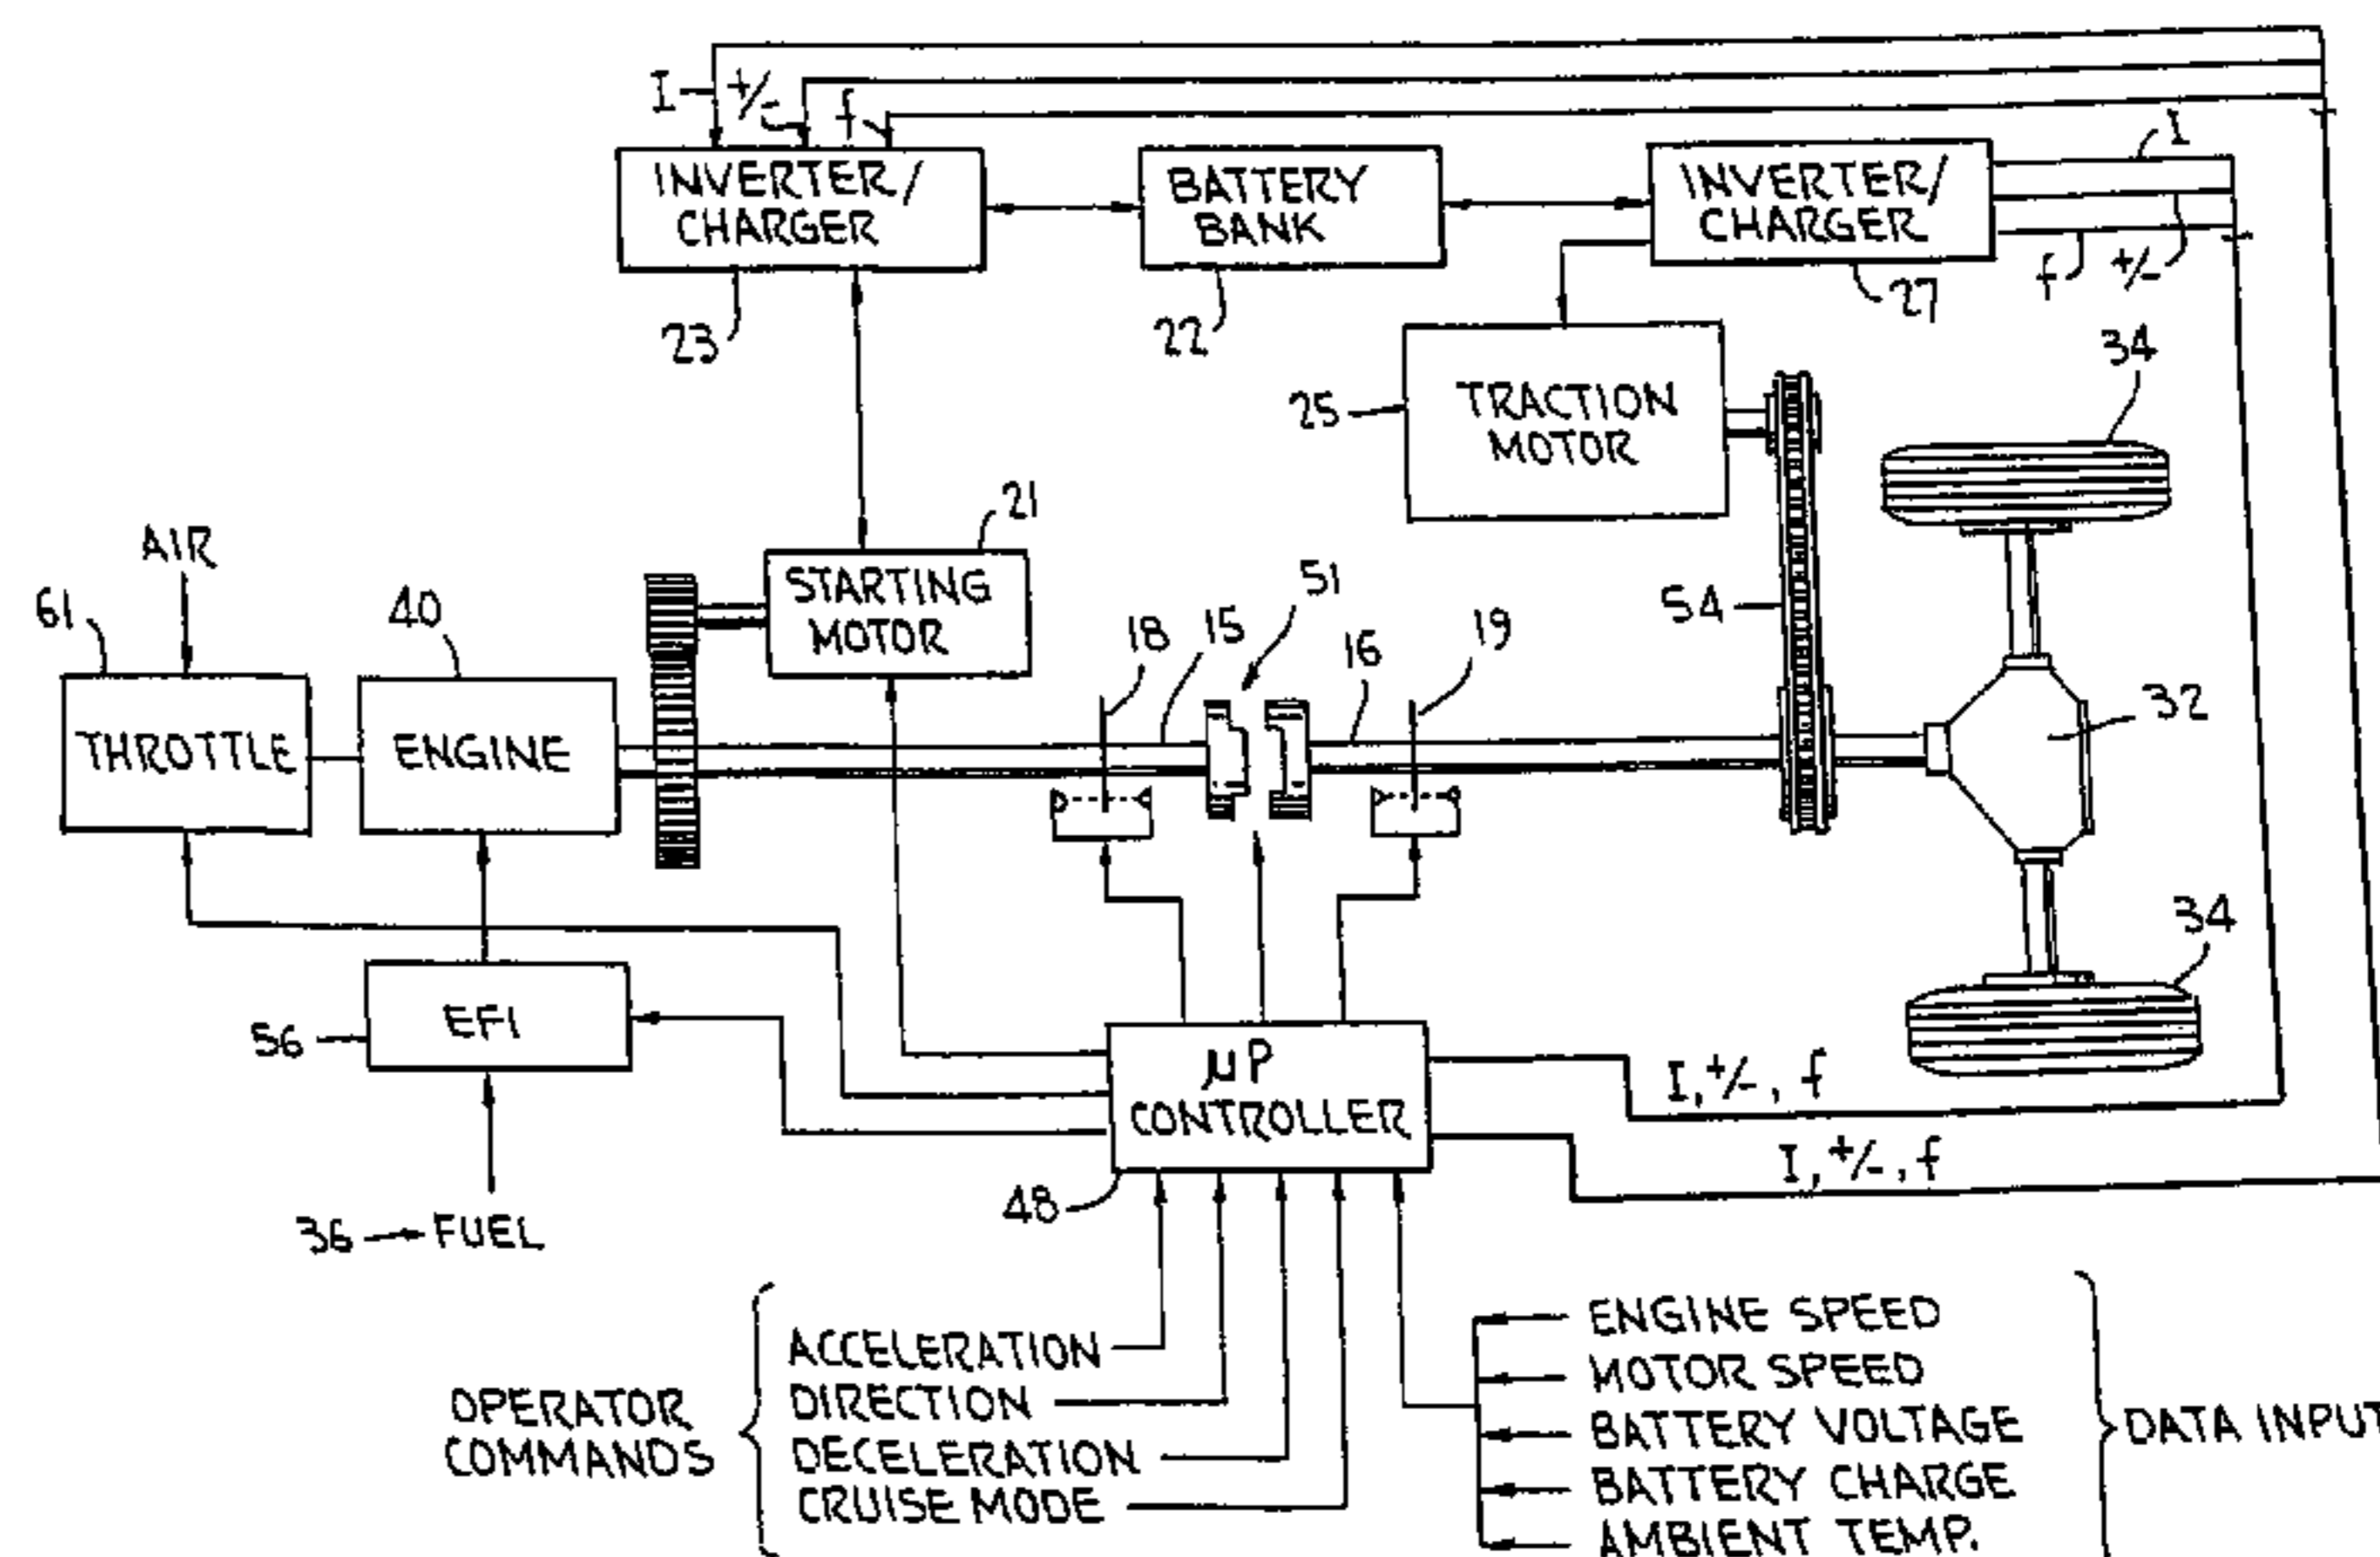 I +/- f
I
INVERTER/
CHARGER
BATTERY
BANK
INVERTER/
CHARGER
f +/-
23
22
27
34
25
TRACTION
MOTOR
21
AIR
STARTING
MOTOR
51
54
61
40
18
15
16
19
32
THROTTLE
ENGINE
34
EFI
56
μP
CONTROLLER
I, +/-, f
I, +/-, f
48
36 → FUEL
OPERATOR
COMMANDS
ACCELERATION
DIRECTION
DECELERATION
CRUISE MODE
ENGINE SPEED
MOTOR SPEED
BATTERY VOLTAGE
BATTERY CHARGE
AMBIENT TEMP.
DATA INPUT